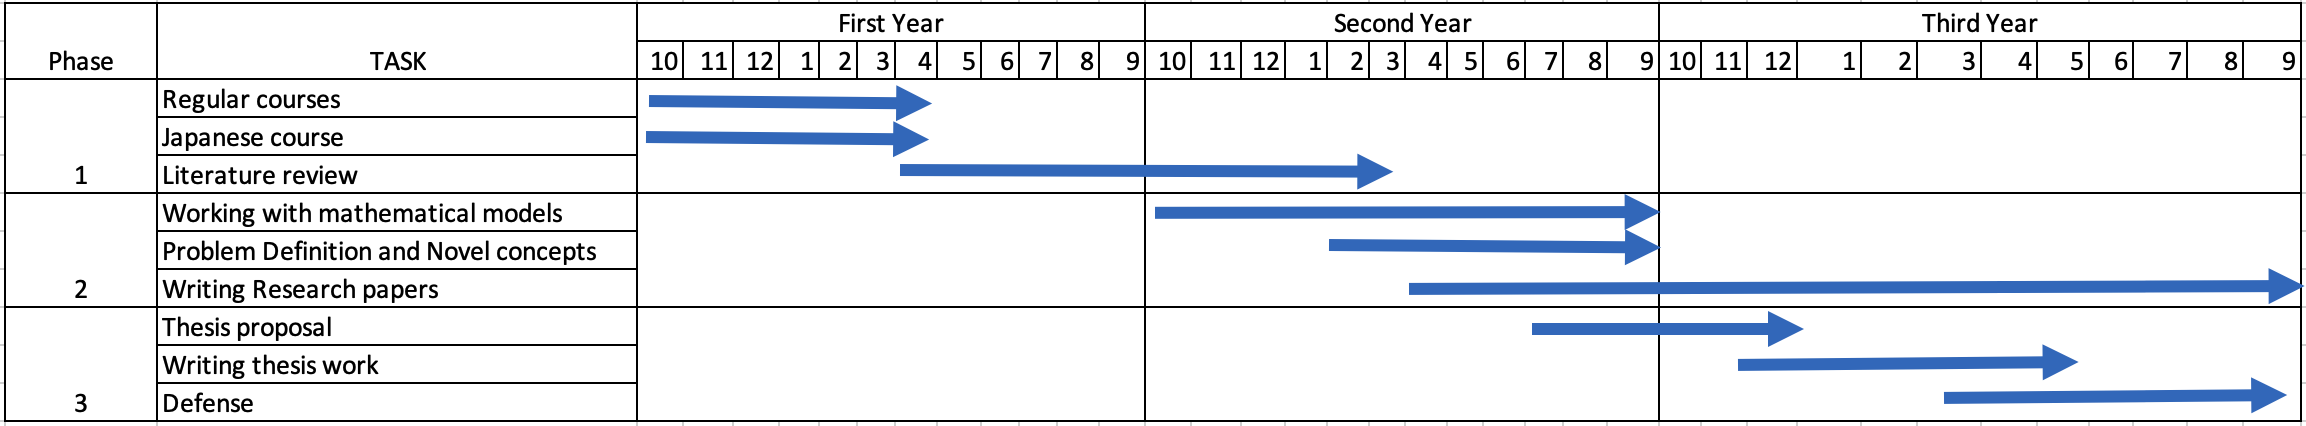 First Year Second Year Third Year
Phase TASK 10 11 12 1 2 3 4 5 6 7 8 9 10 11 12 1 2 3 4 5 6 7 8 9 10 11 12 1 2 3 4 5 6 7 8 9
Regular courses
Japanese course
1 Literature review
Working with mathematical models
Problem Definition and Novel concepts
2 Writing Research papers
Thesis proposal
Writing thesis work
3 Defense